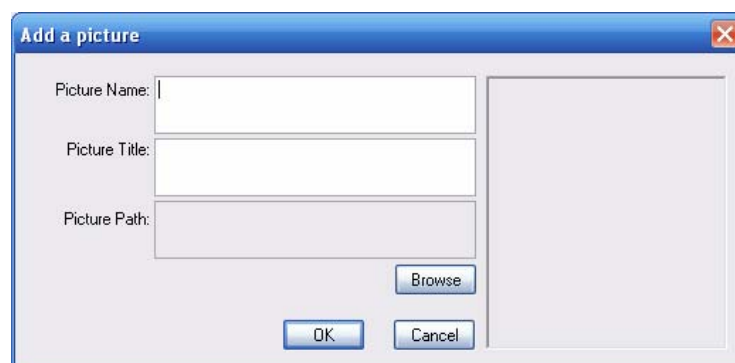 Add a picture
Picture Name:
Picture Title:
Picture Path:
Browse
OK
Cancel